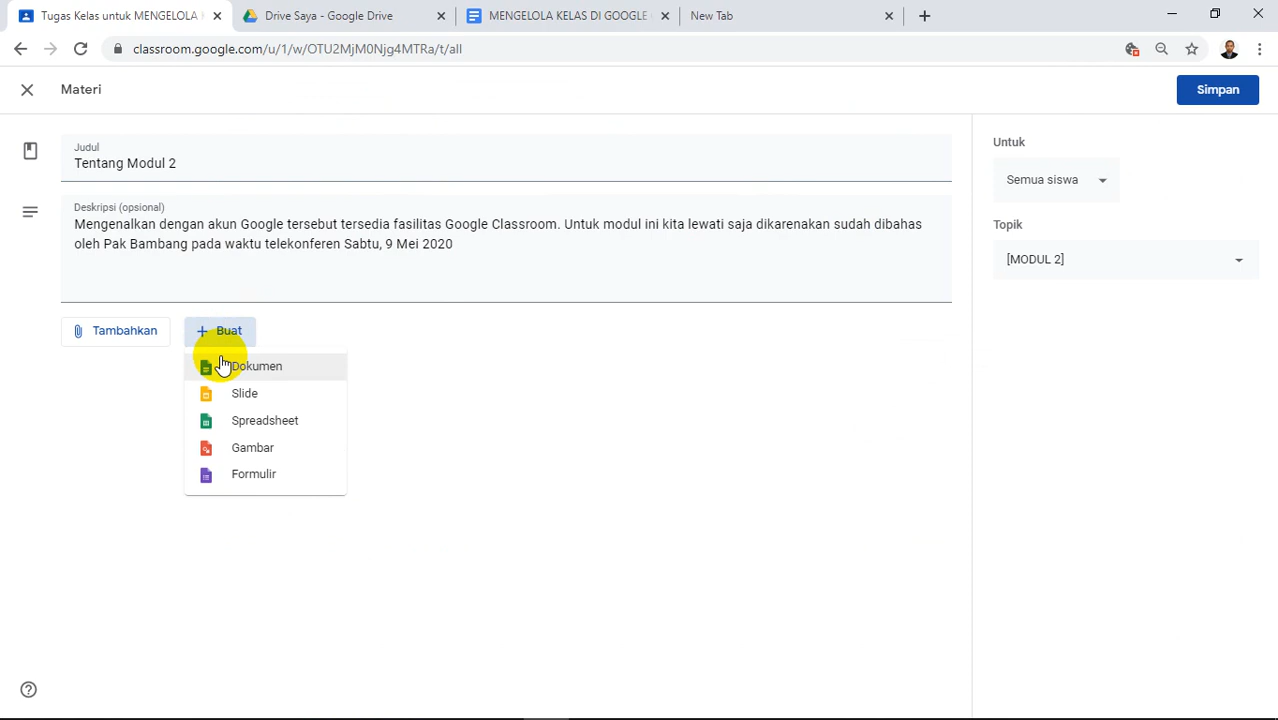 Tugas Kelas untuk MENGELOLA K
Drive Saya - Google Drive
MENGELOLA KELAS DI GOOGLE
New Tab
classroom.google.com/u/1/w/OTU2MjM0Njg4MTRa/t/all
Materi
Simpan
Judul
Tentang Modul 2
Deskripsi (opsional)
Mengenalkan dengan akun Google tersebut tersedia fasilitas Google Classroom. Untuk modul ini kita lewati saja dikarenakan sudah dibahas
oleh Pak Bambang pada waktu telekonferen Sabtu, 9 Mei 2020
Tambahkan
+ Buat
Dokumen
Slide
Spreadsheet
Gambar
Formulir
Untuk
Semua siswa
Topik
[MODUL 2]